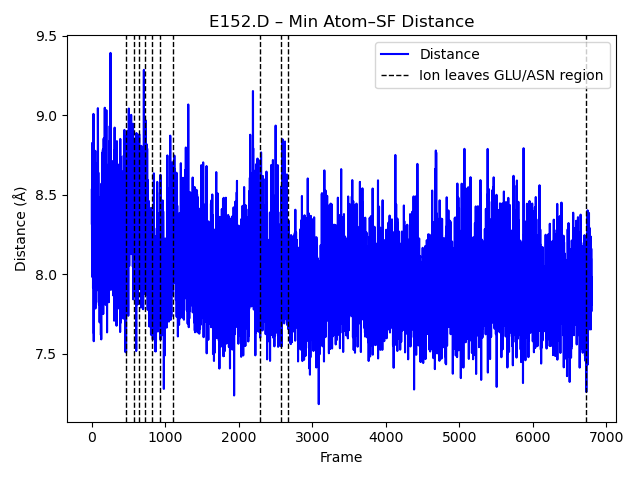 E152.D – Min Atom–SF Distance
Distance (Å)
9.5
9.0
8.5
8.0
7.5
Distance
Ion leaves GLU/ASN region
0 1000 2000 3000 4000 5000 6000 7000
Frame